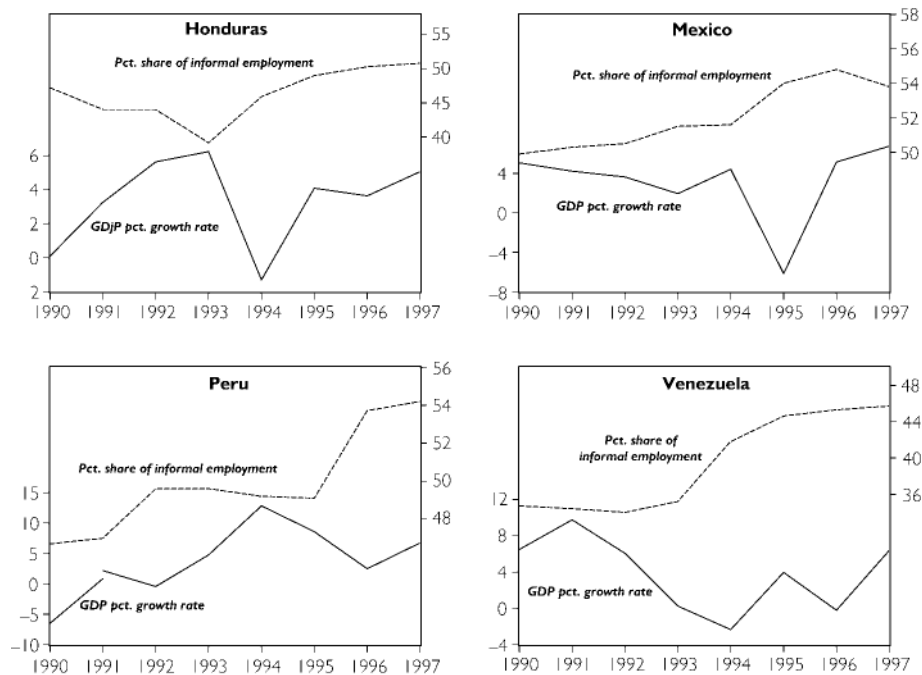 Honduras
Pct. share of informal employment
55
50
45
40
6
4
2
0
2
GDjP pct. growth rate
1990 1991 1992 1993 1994 1995 1996 1997
Mexico
Pct. share of informal employment
58
56
54
52
50
4
0
−4
−8
GDP pct. growth rate
1990 1991 1992 1993 1994 1995 1996 1997
Peru
Pct. share of informal employment
56
54
52
50
48
15
10
5
0
−5
−10
GDP pct. growth rate
1990 1991 1992 1993 1994 1995 1996 1997
Venezuela
Pct. share of
informal employment
48
44
40
36
12
8
4
0
−4
GDP pct. growth rate
1990 1991 1992 1993 1994 1995 1996 1997